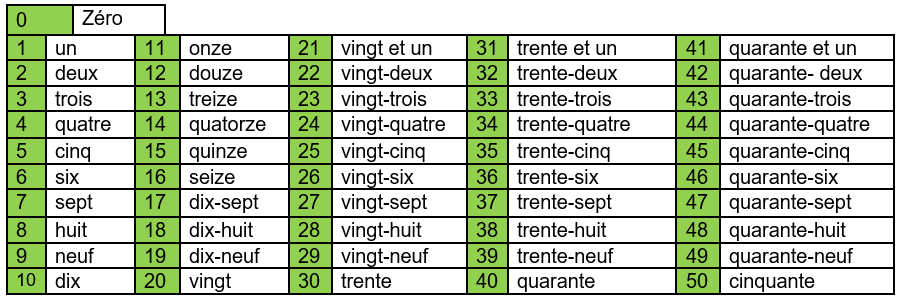 0 Zéro
1 un 11 onze 21 vingt et un 31 trente et un 41 quarante et un
2 deux 12 douze 22 vingt-deux 32 trente-deux 42 quarante- deux
3 trois 13 treize 23 vingt-trois 33 trente-trois 43 quarante-trois
4 quatre 14 quatorze 24 vingt-quatre 34 trente-quatre 44 quarante-quatre
5 cinq 15 quinze 25 vingt-cinq 35 trente-cinq 45 quarante-cinq
6 six 16 seize 26 vingt-six 36 trente-six 46 quarante-six
7 sept 17 dix-sept 27 vingt-sept 37 trente-sept 47 quarante-sept
8 huit 18 dix-huit 28 vingt-huit 38 trente-huit 48 quarante-huit
9 neuf 19 dix-neuf 29 vingt-neuf 39 trente-neuf 49 quarante-neuf
10 dix 20 vingt 30 trente 40 quarante 50 cinquante